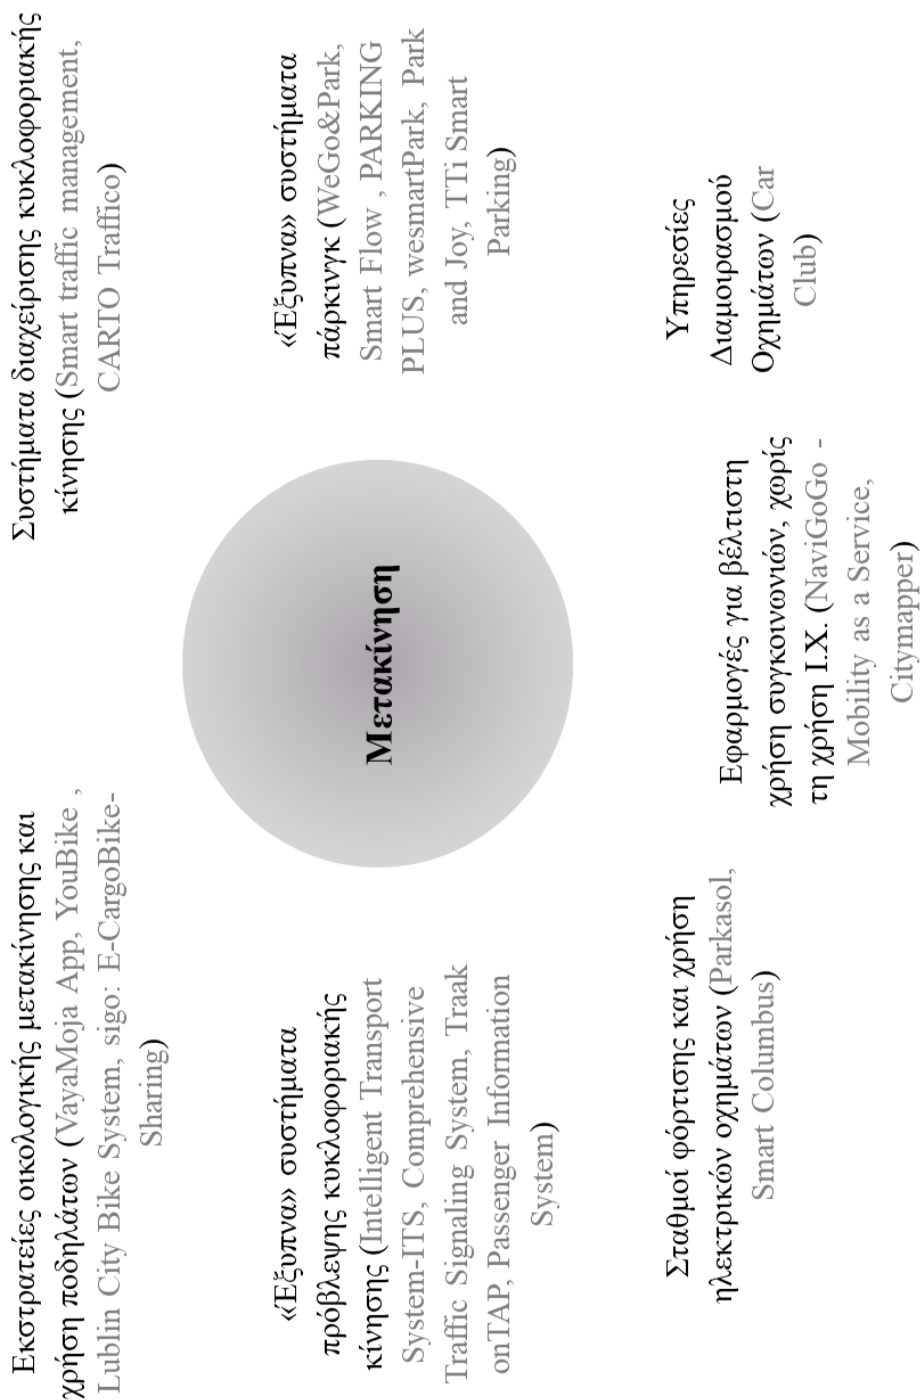 Εκστρατείες οικολογικής μετακίνησης και
χρήση ποδηλάτων (VayaMoja App, YouBike ,
Lublin City Bike System, sigo: E-CargoBike-
Sharing)
Συστήματα διαχείρισης κυκλοφοριακής
κίνησης (Smart traffic management,
CARTO Traffico)
«Έξυπνα» συστήματα
πρόβλεψης κυκλοφοριακής
κίνησης (Intelligent Transport
System-ITS, Comprehensive
Traffic Signaling System, Traak
onTAP, Passenger Information
System)
Μετακίνηση
«Έξυπνα» συστήματα
πάρκινγκ (WeGo&Park,
Smart Flow , PARKING
PLUS, wesmartPark, Park
and Joy, TTi Smart
Parking)
Σταθμοί φόρτισης και χρήση
ηλεκτρικών οχημάτων (Parkasol,
Smart Columbus)
Εφαρμογές για βέλτιστη
χρήση συγκοινωνιών, χωρίς
τη χρήση Ι.Χ. (NaviGoGo -
Mobility as a Service,
Citymapper)
Υπηρεσίες
Διαμοιρασμού
Οχημάτων (Car
Club)